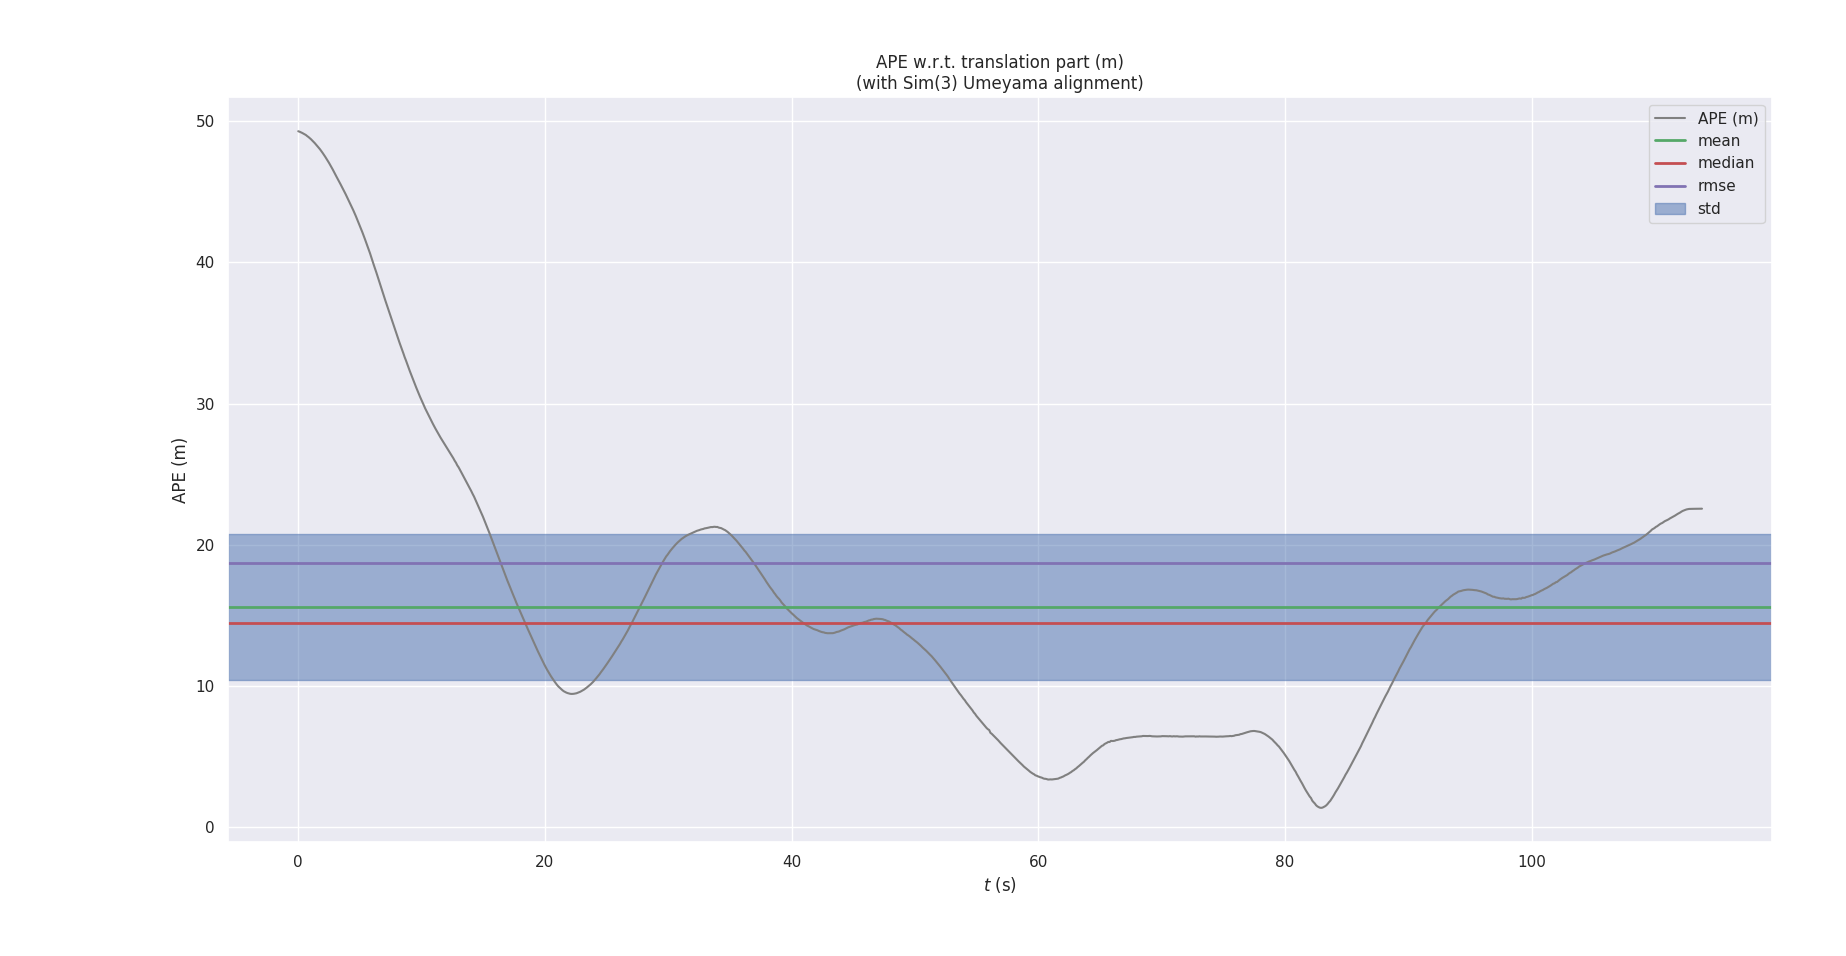 APE w.r.t. translation part (m)
(with Sim(3) Umeyama alignment)
50
40
30
20
10
0
APE (m)
0 20 40 60 80 100
t (s)
APE (m)
mean
median
rmse
std